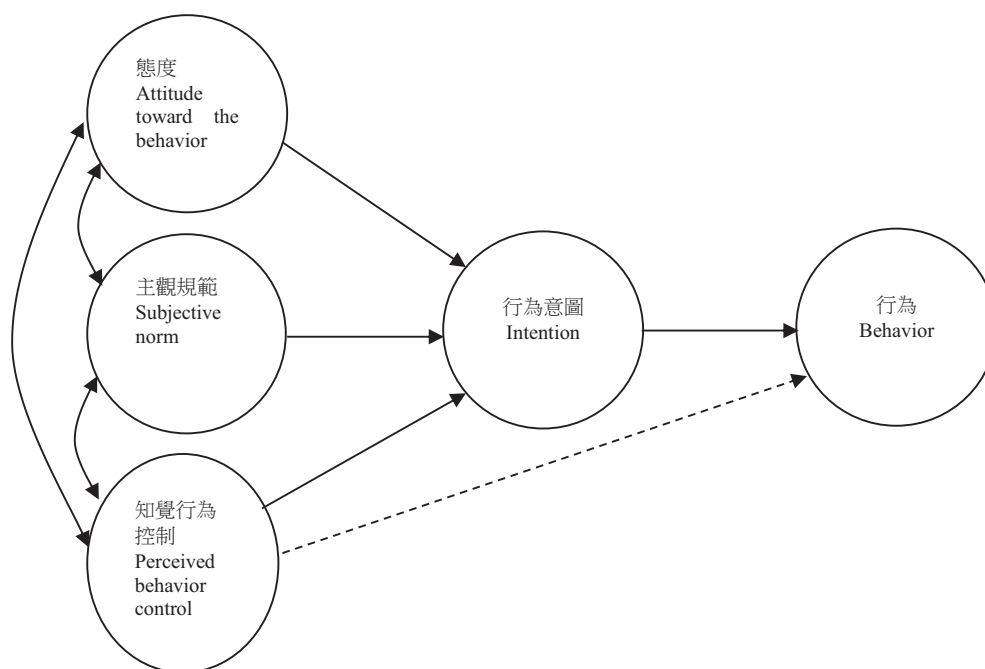 態度
Attitude
toward the
behavior
主觀規範
Subjective
norm
知覺行為
控制
Perceived
behavior
control
行為意圖
Intention
行為
Behavior